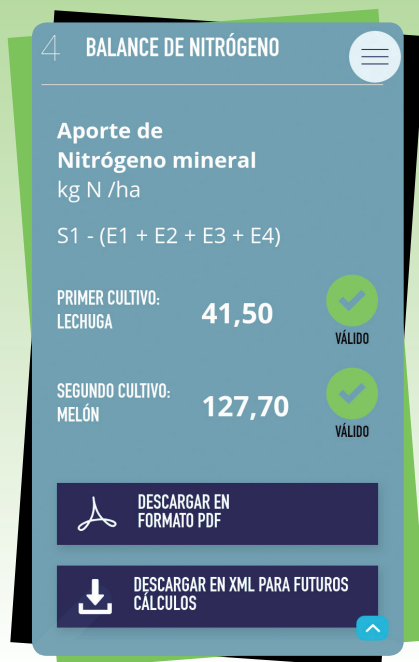 4 BALANCE DE NITRÓGENO
Aporte de
Nitrógeno mineral
kg N /ha
S1 - (E1 + E2 + E3 + E4)
PRIMER CULTIVO:
LECHUGA
41,50
VÁLIDO
SEGUNDO CULTIVO:
MELÓN
127,70
VÁLIDO
DESCARGAR EN
FORMATO PDF
DESCARGAR EN XML PARA FUTUROS
CÁLCULOS